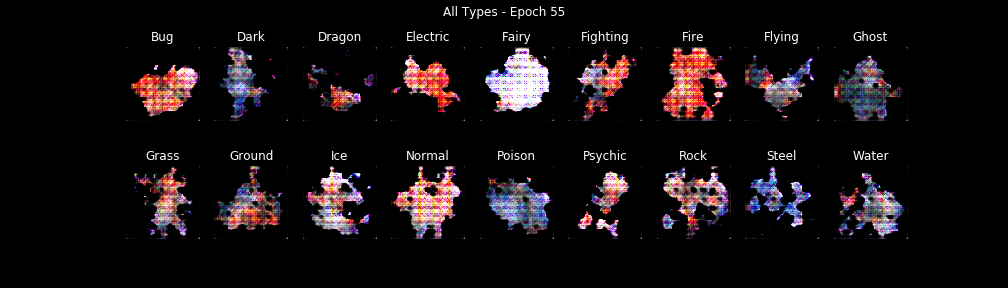 All Types - Epoch 55
Bug Dark Dragon Electric Fairy Fighting Fire Flying Ghost
Grass Ground Ice Normal Poison Psychic Rock Steel Water